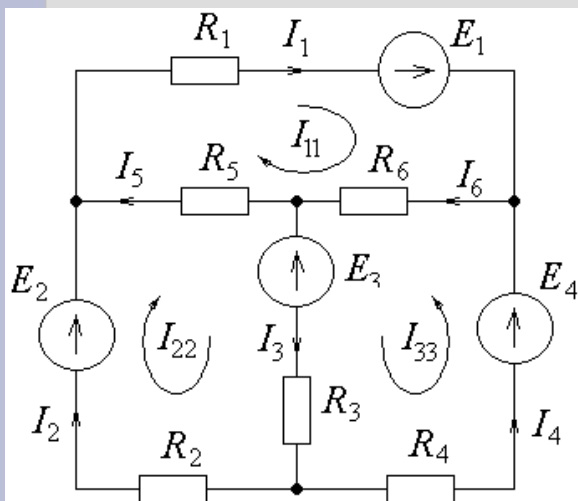 R1 I1 E1
I11
I5 R5 R6 I6
E2 E3 E4
I22 I3 I33
R3
I2 R2 R4 I4